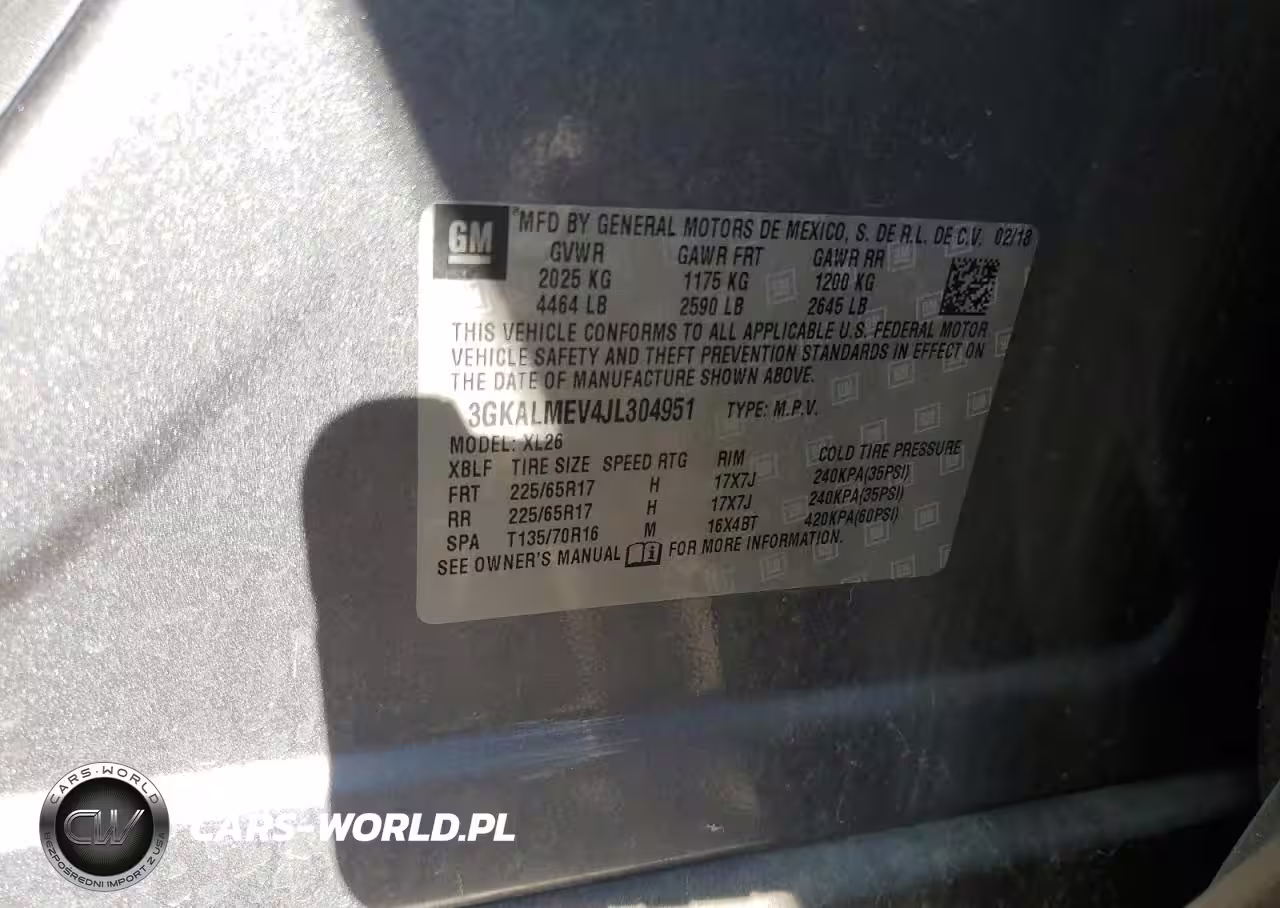 GM
MFD BY GENERAL MOTORS DE MEXICO, S. DE R.L. DE C.V. 02/18
GVWR GAWR FRT GAWR RR
2025 KG 1175 KG 1200 KG
4464 LB 2590 LB 2645 LB
THIS VEHICLE CONFORMS TO ALL APPLICABLE U.S. FEDERAL MOTOR
VEHICLE SAFETY AND THEFT PREVENTION STANDARDS IN EFFECT ON
THE DATE OF MANUFACTURE SHOWN ABOVE.
3GKALMEV4JL304951 TYPE: M.P.V.
MODEL: XL26
XBLF TIRE SIZE SPEED RTG RIM COLD TIRE PRESSURE
FRT 225/65R17 H 17X7J 240KPA(35PSI)
RR 225/65R17 H 17X7J 240KPA(35PSI)
SPA T135/70R16 M 16X4BT 420KPA(60PSI)
SEE OWNER'S MANUAL FOR MORE INFORMATION.
CARS-WORLD
CW
BEZPOŚREDNI IMPORT Z USA
CARS-WORLD.PL